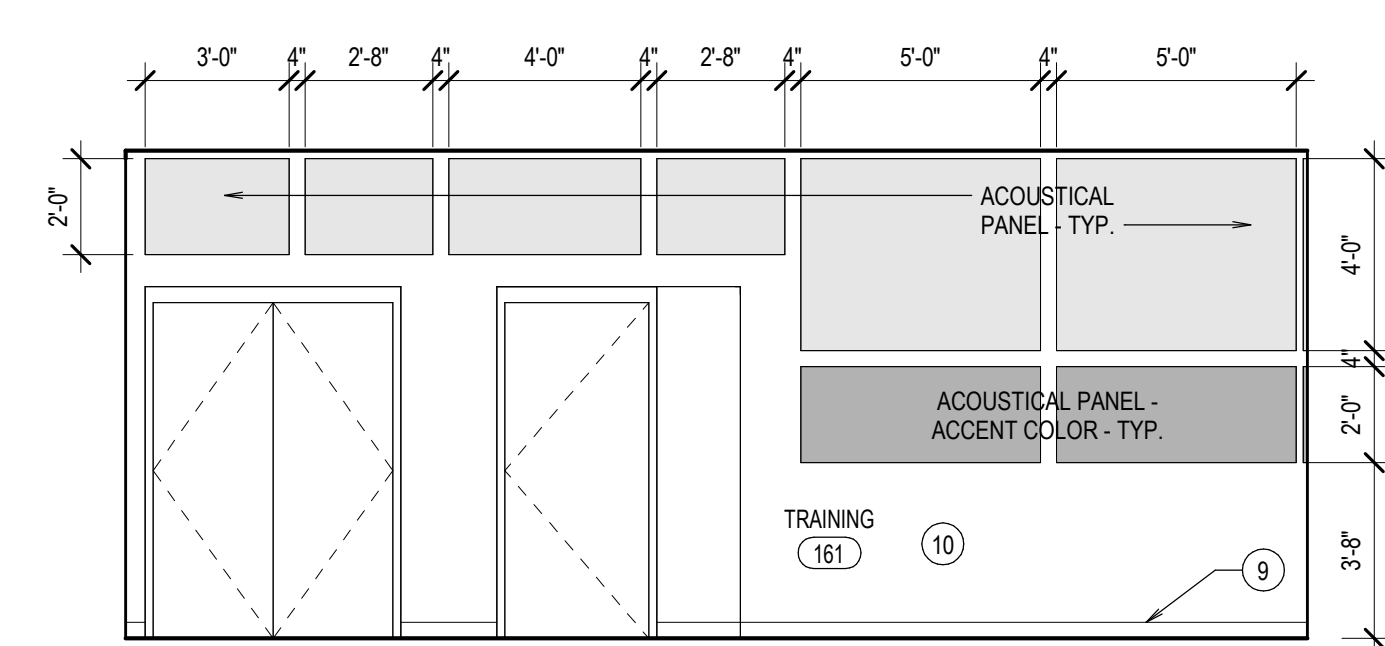 3'-0" 4" 2'-8" 4" 4'-0" 4" 2'-8" 4" 5'-0" 4" 5'-0"
2'-0"
ACOUSTICAL
PANEL - TYP.
4'-0"
4"
ACOUSTICAL PANEL -
ACCENT COLOR - TYP.
2'-0"
TRAINING
161
10
9
3'-8"